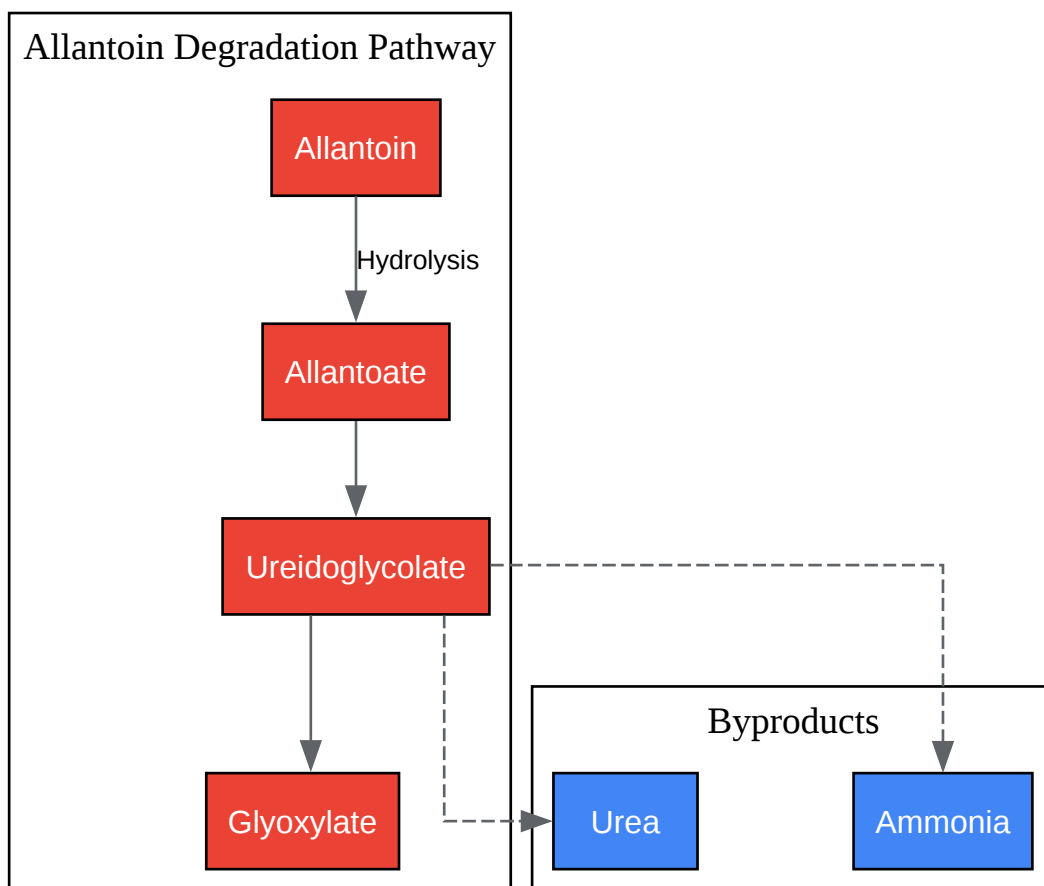 Allantoin Degradation Pathway
Allantoin
Hydrolysis
Allantoate
Ureidoglycolate
Byproducts
Glyoxylate
Urea
Ammonia